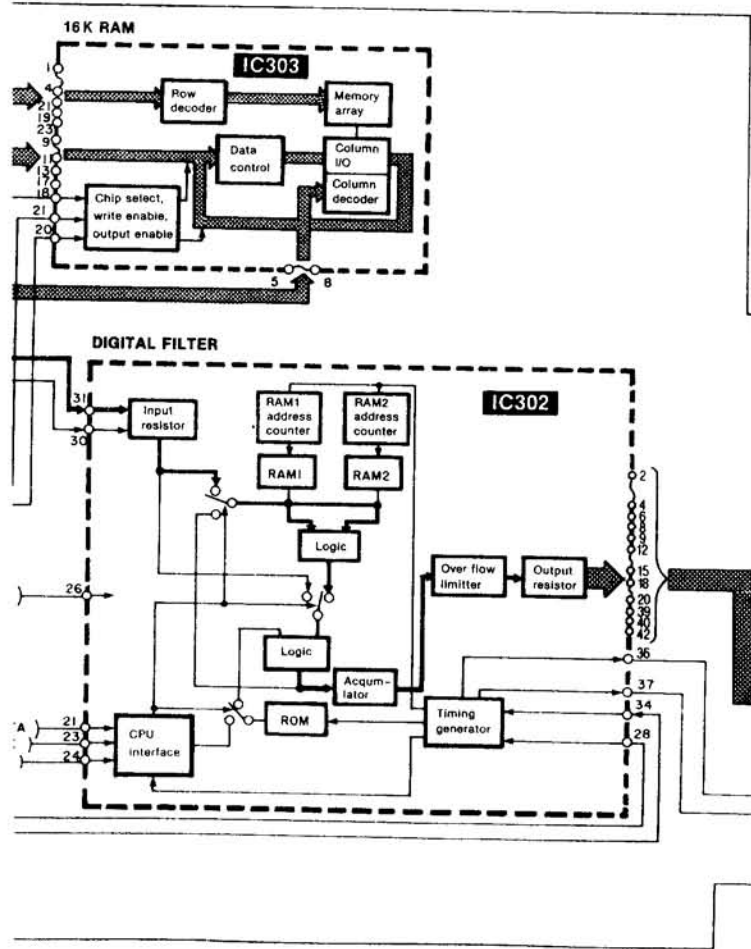 16K RAM
IC303
1
4
21
19
23
9
11
13
17
18
21
20
Row
decoder
Memory
array
Data
control
Column
I/O
Column
decoder
Chip select,
write enable,
output enable
5
8
DIGITAL FILTER
IC302
31
30
Input
resistor
RAM1
address
counter
RAM2
address
counter
RAM1
RAM2
Logic
Over flow
limitter
Output
resistor
2
4
6
8
9
12
15
18
20
39
40
42
26
Logic
Acqum-
lator
36
37
34
28
A
21
23
24
CPU
interface
ROM
Timing
generator